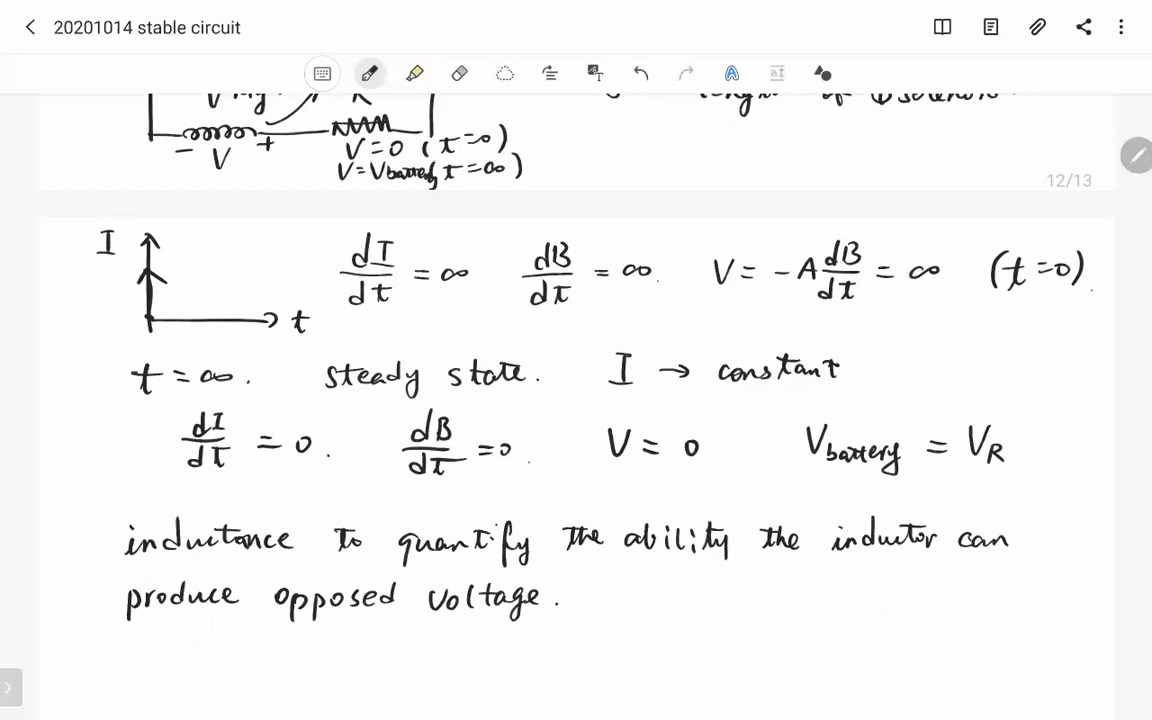 20201014 stable circuit
length of
R
- V +
V = 0 (t=0)
V = Vbattery t = ∞)
12/13
I
t
dI/dt = ∞ dB/dt = ∞ V = - A dB/dt = ∞ (t = 0)
t = ∞. steady state. I → constant
dI/dt = 0. dB/dt = 0. V = 0 Vbattery = VR
inductance to quantify the ability the inductor can
produce opposed voltage.